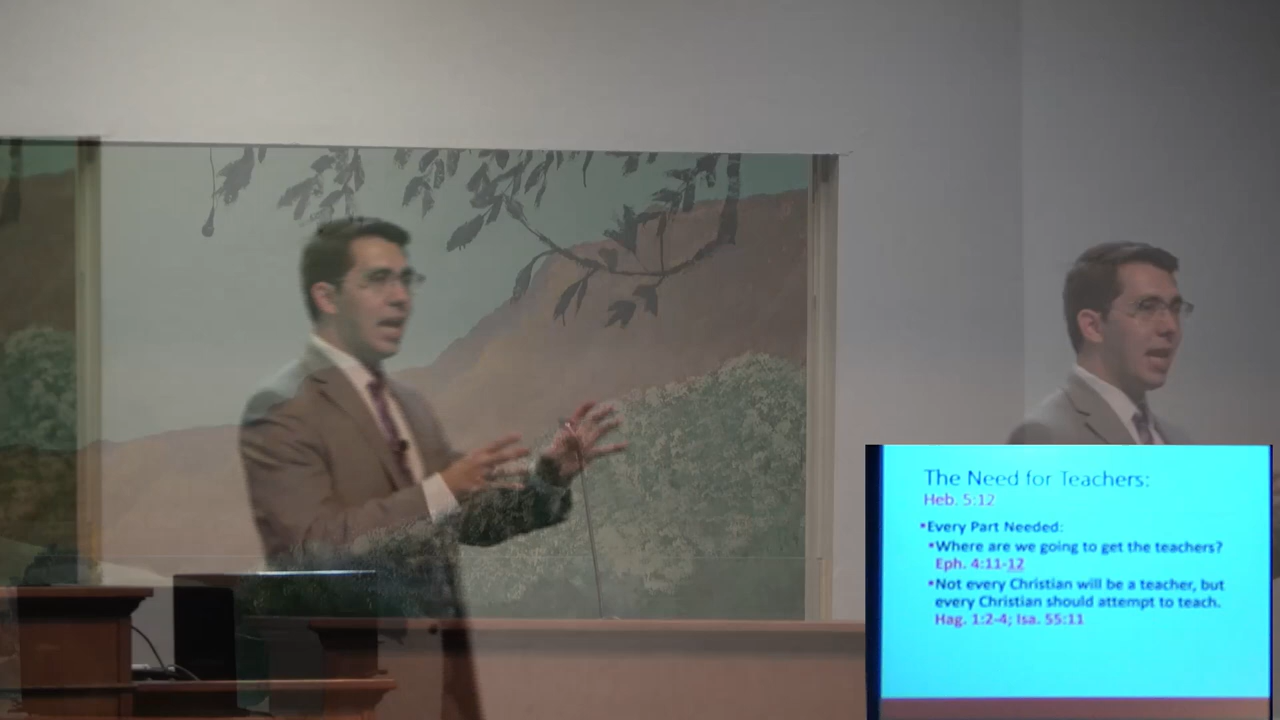 The Need for Teachers:
Heb. 5:12
Every Part Needed:
Where are we going to get the teachers?
Eph. 4:11-12
Not every Christian will be a teacher, but
every Christian should attempt to teach.
Hag. 1:2-4; Isa. 55:11